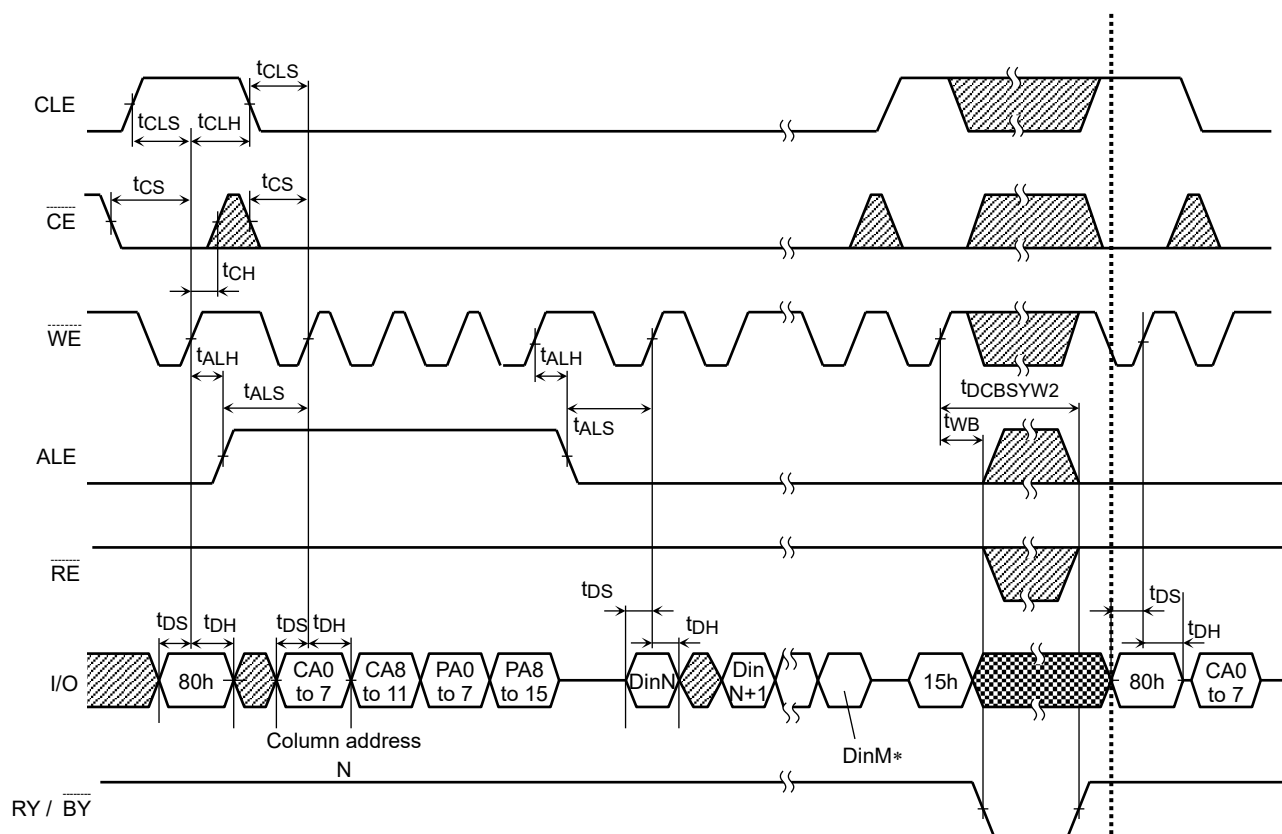 tCLS
CLE
tCLS tCLH
tCS tCS
CE
tCH
WE
tALH tALH
tALS tDCBSYW2
tALS tWB
ALE
RE
tDS tDS
tDS tDH tDS tDH tDH tDH
I/O 80h CA0 to 7 CA8 to 11 PA0 to 7 PA8 to 15 DinN Din N+1 15h 80h CA0 to 7
Column address
N
DinM*
RY / BY